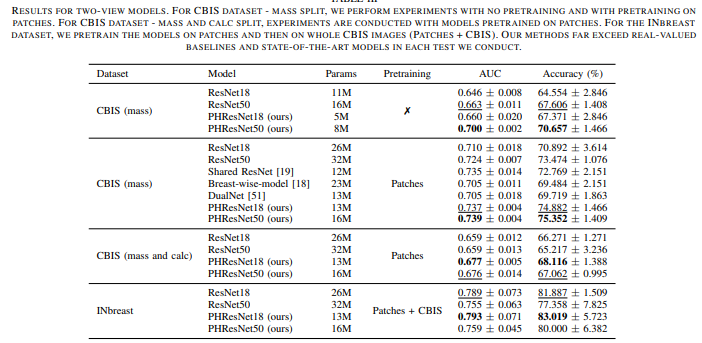 TABLE III
RESULTS FOR TWO-VIEW MODELS. FOR CBIS DATASET - MASS SPLIT, WE PERFORM EXPERIMENTS WITH NO PRETRAINING AND WITH PRETRAINING ON
PATCHES. FOR CBIS DATASET - MASS AND CALC SPLIT, EXPERIMENTS ARE CONDUCTED WITH MODELS PRETRAINED ON PATCHES. FOR THE INBREAST
DATASET, WE PRETRAIN THE MODELS ON PATCHES AND THEN ON WHOLE CBIS IMAGES (PATCHES + CBIS). OUR METHODS FAR EXCEED REAL-VALUED
BASELINES AND STATE-OF-THE-ART MODELS IN EACH TEST WE CONDUCT.
Dataset Model Params Pretraining AUC Accuracy (%)
ResNet18 11M 0.646 ± 0.008 64.554 ± 2.846
ResNet50 16M 0.663 ± 0.011 67.606 ± 1.408
CBIS (mass) ✗
PHResNet18 (ours) 5M 0.660 ± 0.020 67.371 ± 2.846
PHResNet50 (ours) 8M 0.700 ± 0.002 70.657 ± 1.466
ResNet18 26M 0.710 ± 0.018 70.892 ± 3.614
ResNet50 32M 0.724 ± 0.007 73.474 ± 1.076
Shared ResNet [19] 12M 0.735 ± 0.014 72.769 ± 2.151
CBIS (mass) Breast-wise-model [18] 23M Patches 0.705 ± 0.011 69.484 ± 2.151
DualNet [51] 13M 0.705 ± 0.018 69.719 ± 1.863
PHResNet18 (ours) 13M 0.737 ± 0.004 74.882 ± 1.466
PHResNet50 (ours) 16M 0.739 ± 0.004 75.352 ± 1.409
ResNet18 26M 0.659 ± 0.012 66.271 ± 1.271
ResNet50 32M 0.659 ± 0.013 65.217 ± 3.236
CBIS (mass and calc) Patches
PHResNet18 (ours) 13M 0.677 ± 0.005 68.116 ± 1.388
PHResNet50 (ours) 16M 0.676 ± 0.014 67.062 ± 0.995
ResNet18 26M 0.789 ± 0.073 81.887 ± 1.509
ResNet50 32M 0.755 ± 0.063 77.358 ± 7.825
INbreast Patches + CBIS
PHResNet18 (ours) 13M 0.793 ± 0.071 83.019 ± 5.723
PHResNet50 (ours) 16M 0.759 ± 0.045 80.000 ± 6.382